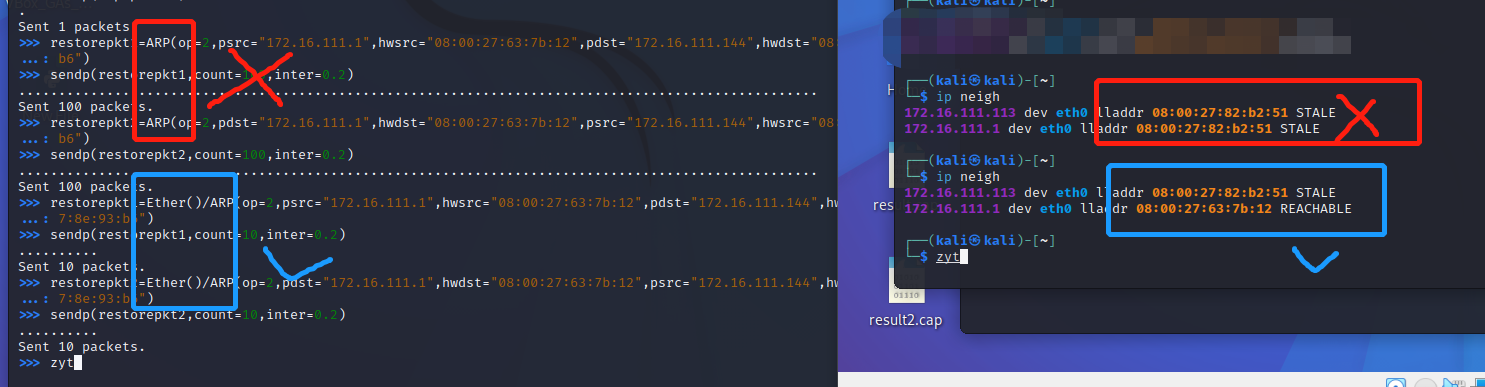 Sent 1 packets.
>>> restorepkt1=ARP(op=2,psrc="172.16.111.1",hwsrc="08:00:27:63:7b:12",pdst="172.16.111.144",hwdst="08
...: b6")
>>> sendp(restorepkt1,count=100,inter=0.2)
....................................................................................................
Sent 100 packets.
>>> restorepkt2=ARP(op=2,pdst="172.16.111.1",hwdst="08:00:27:63:7b:12",psrc="172.16.111.144",hwsrc="08
...: b6")
>>> sendp(restorepkt2,count=100,inter=0.2)
....................................................................................................
Sent 100 packets.
>>> restorepkt1=Ether()/ARP(op=2,psrc="172.16.111.1",hwsrc="08:00:27:63:7b:12",pdst="172.16.111.144",h
...: 7:8e:93:b6")
>>> sendp(restorepkt1,count=10,inter=0.2)
..........
Sent 10 packets.
>>> restorepkt2=Ether()/ARP(op=2,pdst="172.16.111.1",hwdst="08:00:27:63:7b:12",psrc="172.16.111.144",h
...: 7:8e:93:b6")
>>> sendp(restorepkt2,count=10,inter=0.2)
..........
Sent 10 packets.
>>> zyt
┌──(kali㉿kali)-[~]
┌──(kali㉿kali)-[~]
└─$ ip neigh
172.16.111.113 dev eth0 lladdr 08:00:27:82:b2:51 STALE
172.16.111.1 dev eth0 lladdr 08:00:27:82:b2:51 STALE
┌──(kali㉿kali)-[~]
└─$ ip neigh
172.16.111.113 dev eth0 lladdr 08:00:27:82:b2:51 STALE
172.16.111.1 dev eth0 lladdr 08:00:27:63:7b:12 REACHABLE
┌──(kali㉿kali)-[~]
└─$ zyt
res
01110
result2.cap